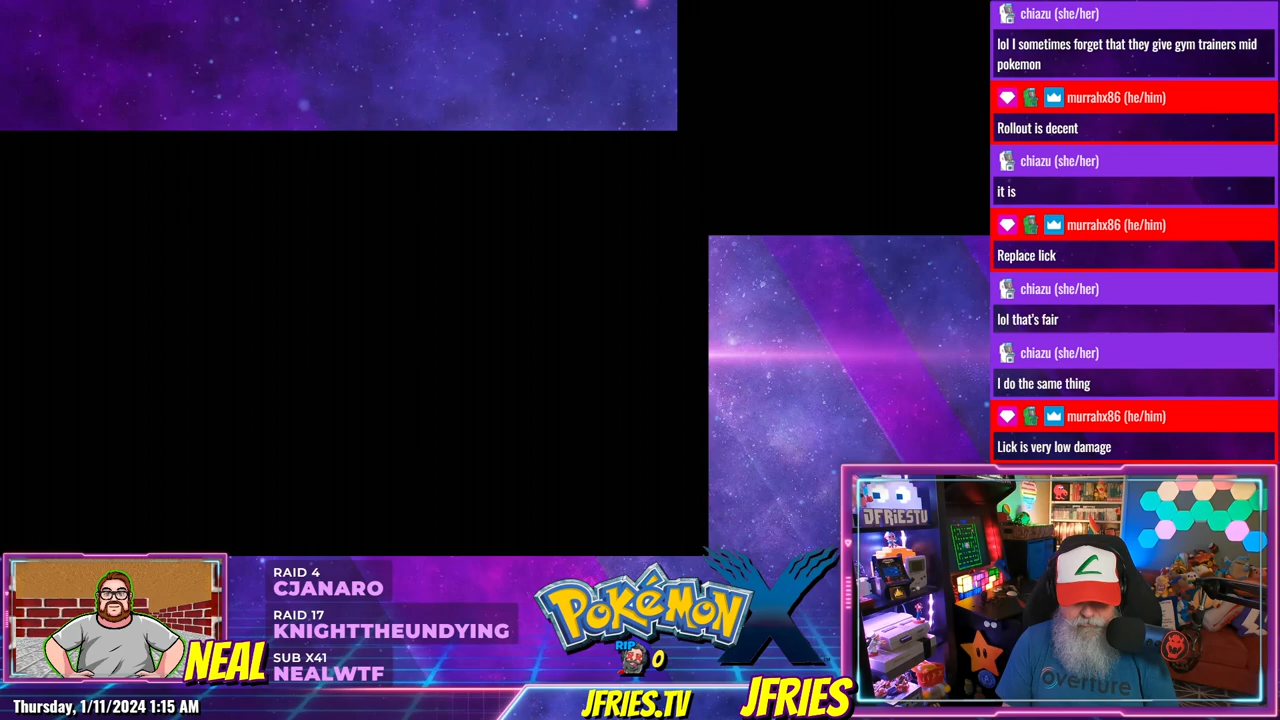 chiazu (she/her)
lol I sometimes forget that they give gym trainers mid
pokemon
murrahx86 (he/him)
Rollout is decent
chiazu (she/her)
it is
murrahx86 (he/him)
Replace lick
chiazu (she/her)
lol that's fair
chiazu (she/her)
I do the same thing
murrahx86 (he/him)
Lick is very low damage
JFRIESTV
Overture
RAID 4
CJANARO
RAID 17
KNIGHTTHEUNDYING
SUB X41
NEALWTF
NEAL
POKéMON X
RIP
0
JFRIES.TV
JFRIES
Thursday, 1/11/2024 1:15 AM